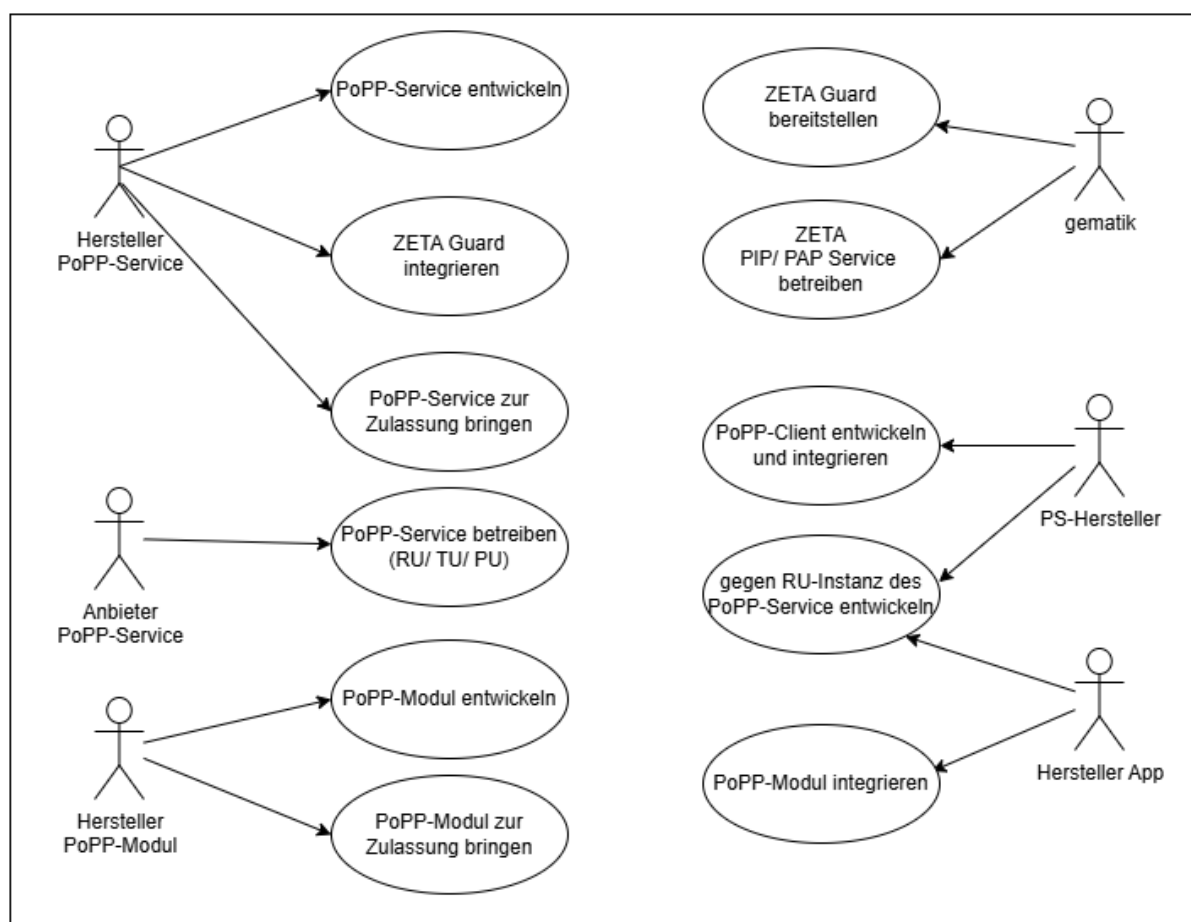 PoPP-Service entwickeln
Hersteller
PoPP-Service
ZETA Guard
integrieren
PoPP-Service zur
Zulassung bringen
Anbieter
PoPP-Service
PoPP-Service betreiben
(RU/ TU/ PU)
Hersteller
PoPP-Modul
PoPP-Modul entwickeln
PoPP-Modul zur
Zulassung bringen
ZETA Guard
bereitstellen
gematik
ZETA
PIP/ PAP Service
betreiben
PoPP-Client entwickeln
und integrieren
PS-Hersteller
gegen RU-Instanz des
PoPP-Service entwickeln
Hersteller App
PoPP-Modul integrieren